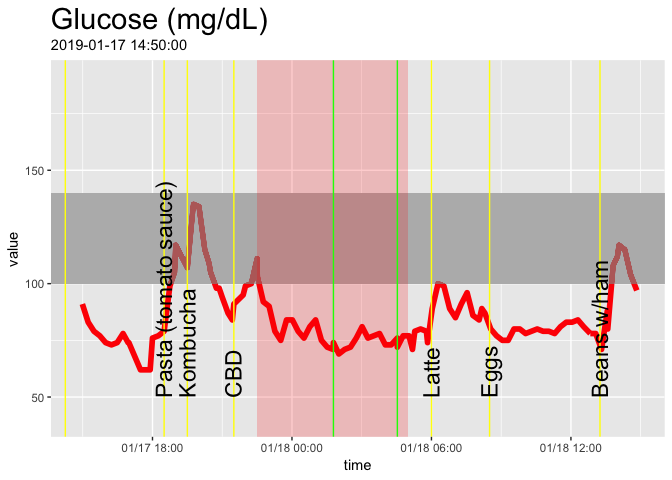 Glucose (mg/dL)
2019-01-17 14:50:00
150
100
50
value
Pasta (tomato sauce)
Kombucha
CBD
Latte
Eggs
Beans w/ham
01/17 18:00
01/18 00:00
01/18 06:00
01/18 12:00
time